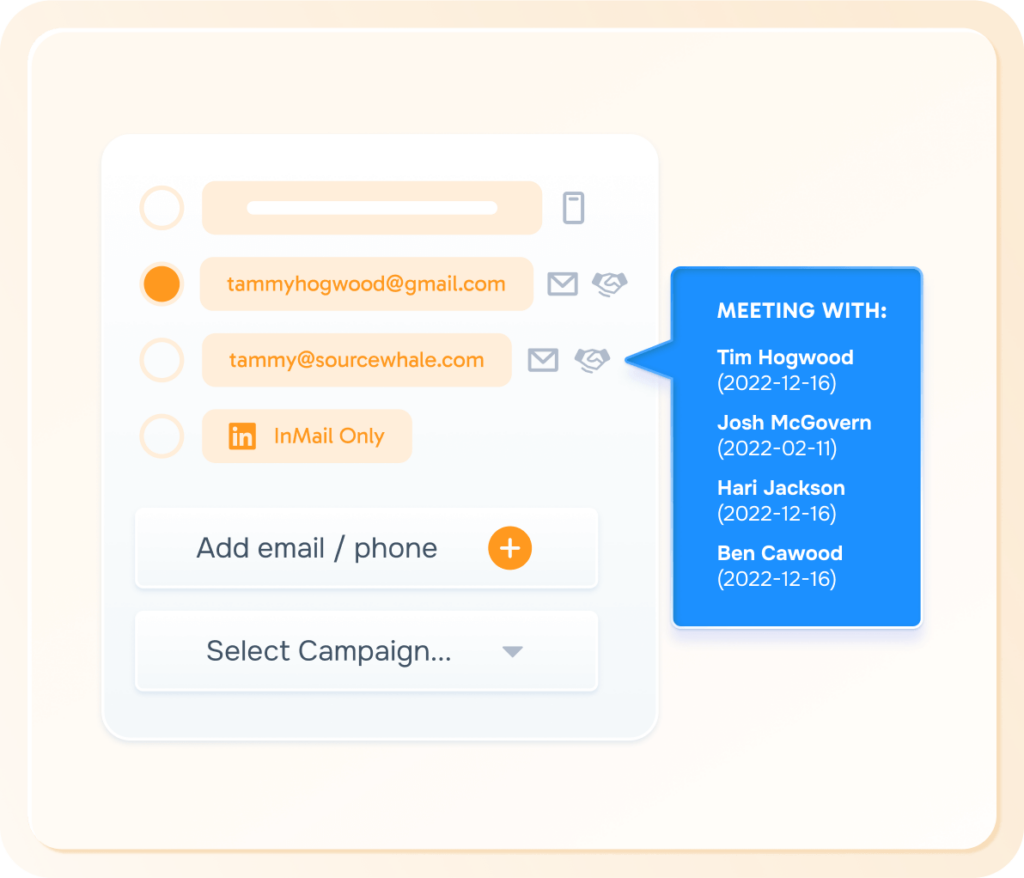 tammyhogwood@gmail.com
tammy@sourcewhale.com
in InMail Only
Add email / phone
Select Campaign...
MEETING WITH:
Tim Hogwood
(2022-12-16)
Josh McGovern
(2022-02-11)
Hari Jackson
(2022-12-16)
Ben Cawood
(2022-12-16)